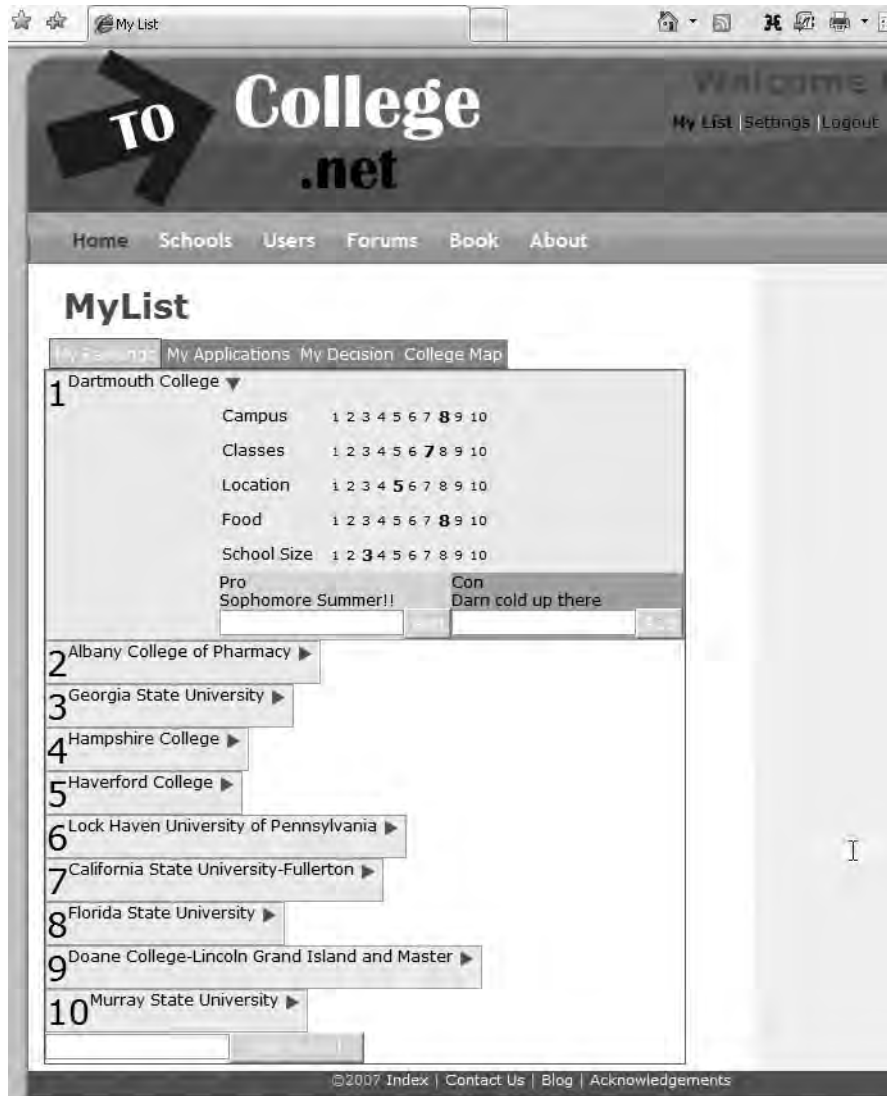 My List
TO College
.net
Welcome
My List | Settings | Logout
Home Schools Users Forums Book About
MyList
My Rankings My Applications My Decision College Map
1 Dartmouth College
Campus 1 2 3 4 5 6 7 8 9 10
Classes 1 2 3 4 5 6 7 8 9 10
Location 1 2 3 4 5 6 7 8 9 10
Food 1 2 3 4 5 6 7 8 9 10
School Size 1 2 3 4 5 6 7 8 9 10
Pro Con
Sophomore Summer!! Darn cold up there
2 Albany College of Pharmacy
3 Georgia State University
4 Hampshire College
5 Haverford College
6 Lock Haven University of Pennsylvania
7 California State University-Fullerton
8 Florida State University
9 Doane College-Lincoln Grand Island and Master
10 Murray State University
©2007 Index | Contact Us | Blog | Acknowledgements